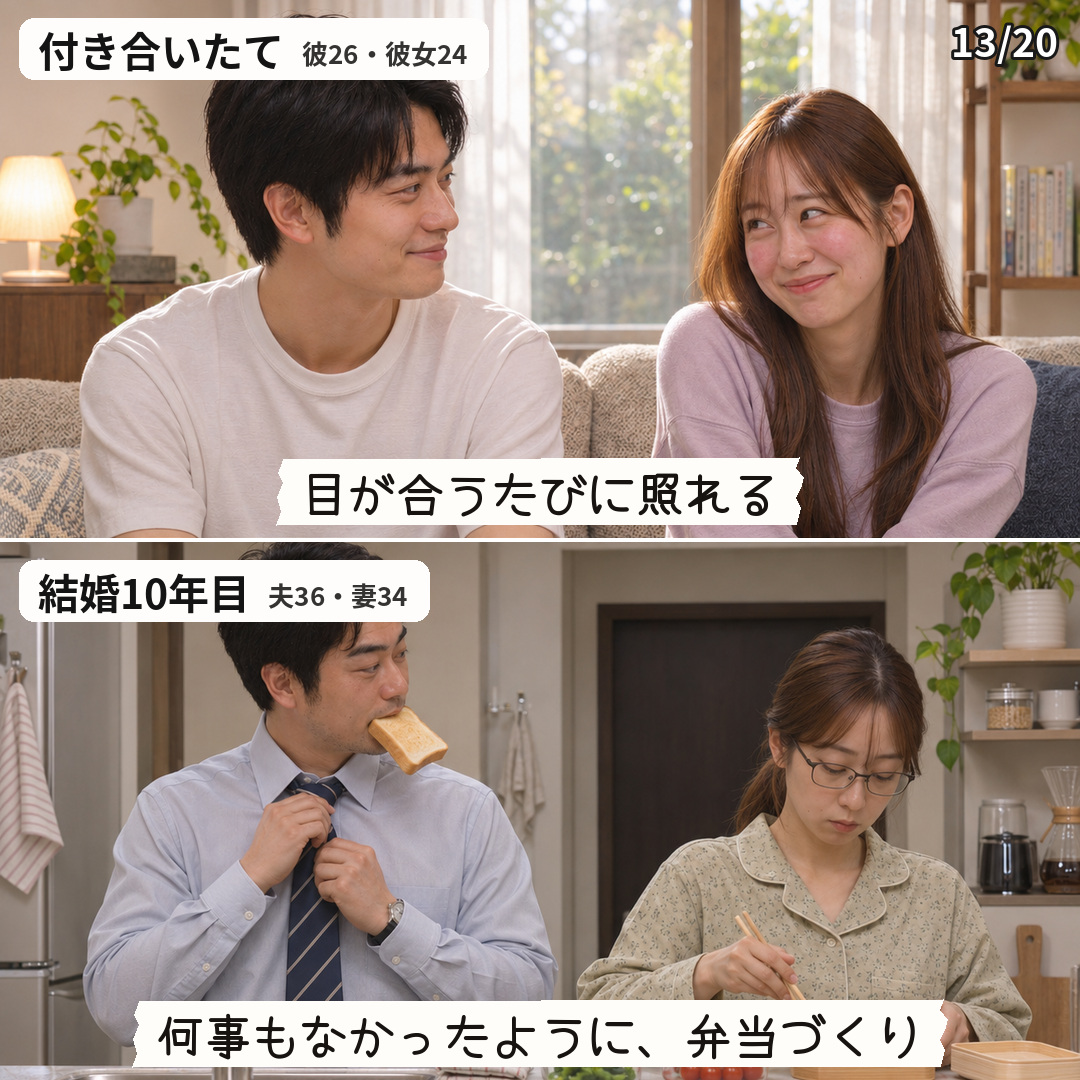 付き合いたて 彼26・彼女24
13/20
目が合うたびに照れる
結婚10年目 夫36・妻34
何事もなかったように、弁当づくり